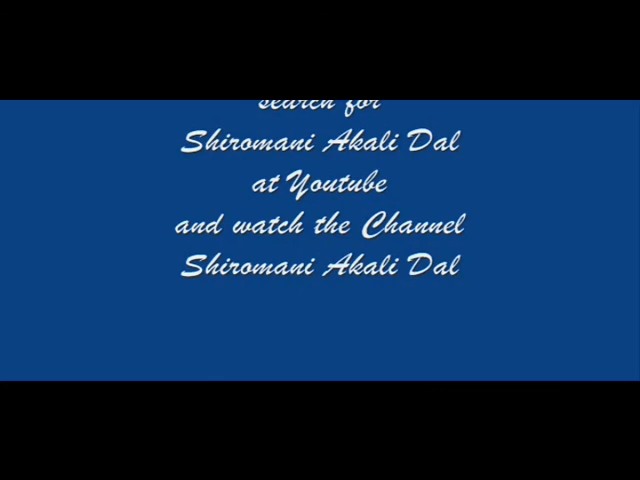 search for
Shiromani Akali Dal
at Youtube
and watch the Channel
Shiromani Akali Dal